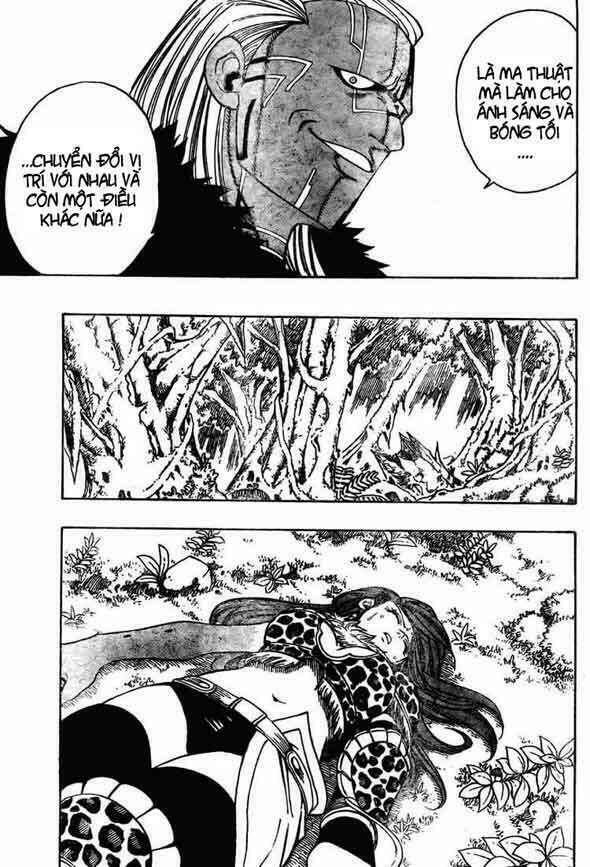 LÀ MA THUẬT
MÀ LÀM CHO
ÁNH SÁNG VÀ
BÓNG TỐI
....
...CHUYỂN ĐỔI VỊ
TRÍ VỚI NHAU VÀ
CÒN MỘT ĐIỀU
KHÁC NỮA !